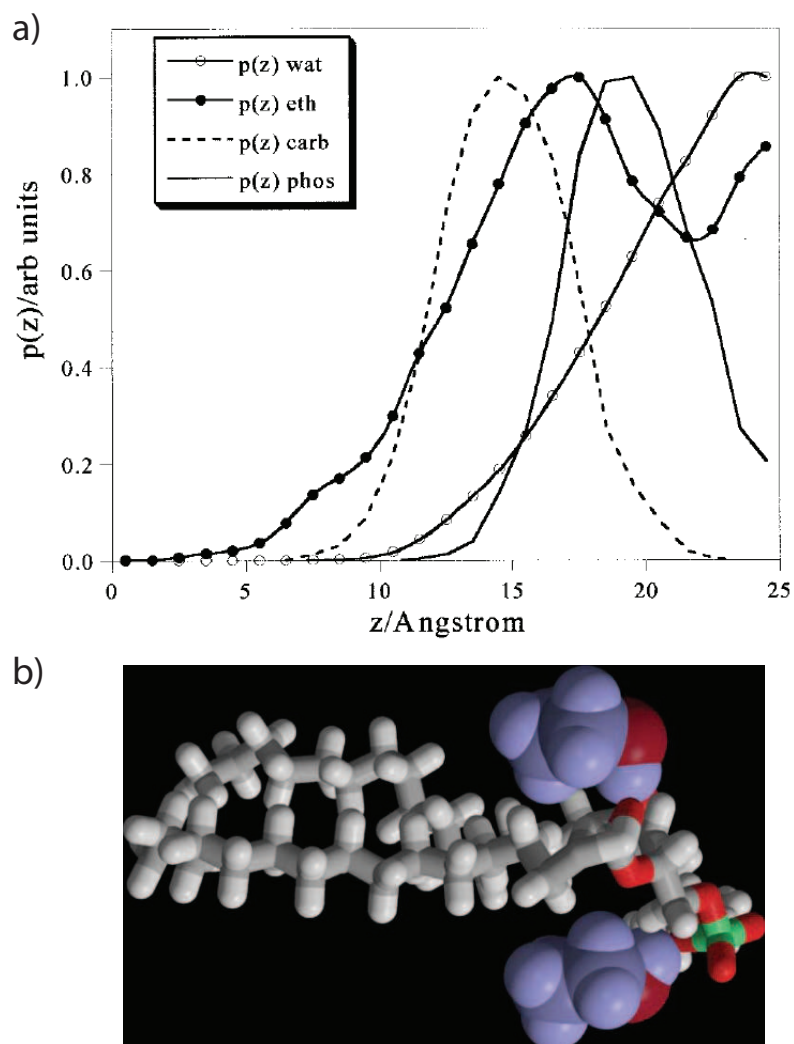 a)
p(z) wat
p(z) eth
p(z) carb
p(z) phos
1.0
0.8
0.6
0.4
0.2
0.0
p(z)/arb units
0 5 10 15 20 25
z/Angstrom
b)